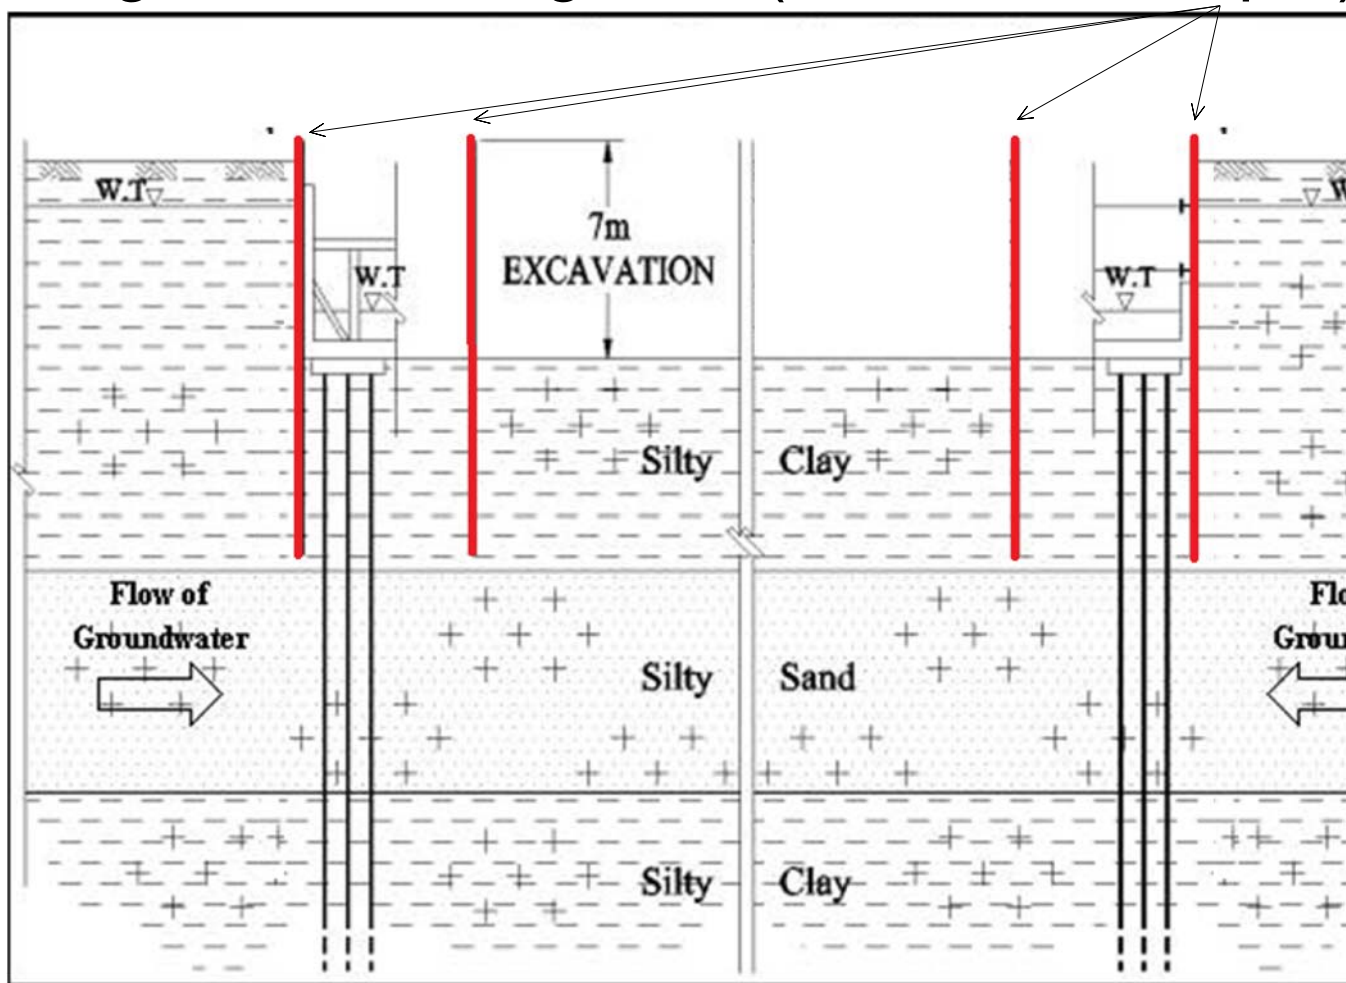 W.T
7m
EXCAVATION
W.T
W.T
Silty Clay
Flow of
Groundwater
Silty Sand
Silty Clay